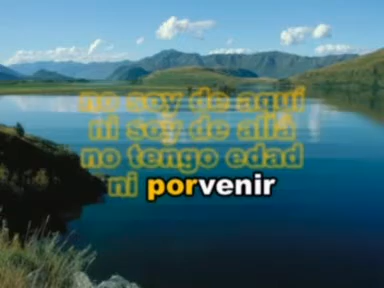 no soy de aquí
ni soy de allá
no tengo edad
ni porvenir